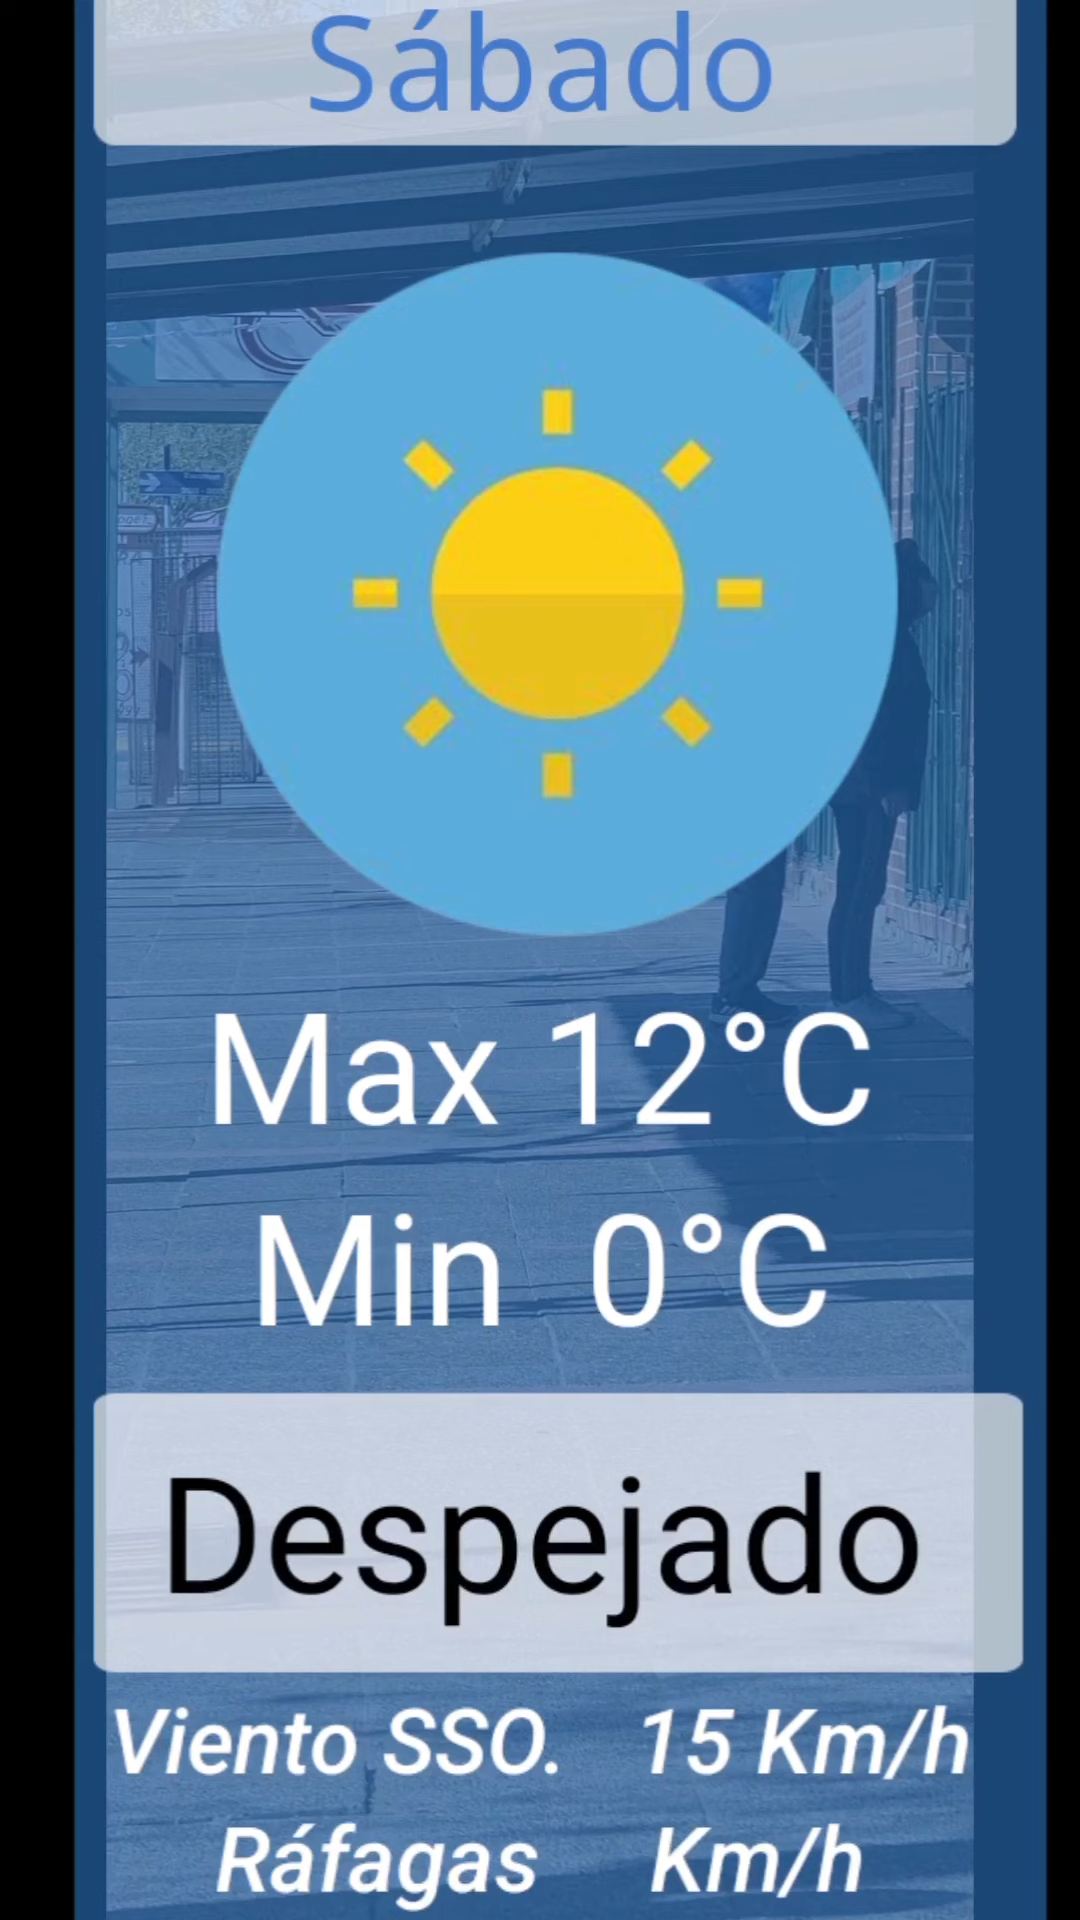 Sábado
Max 12°C
Min 0°C
Despejado
Viento SSO. 15 Km/h
Ráfagas Km/h